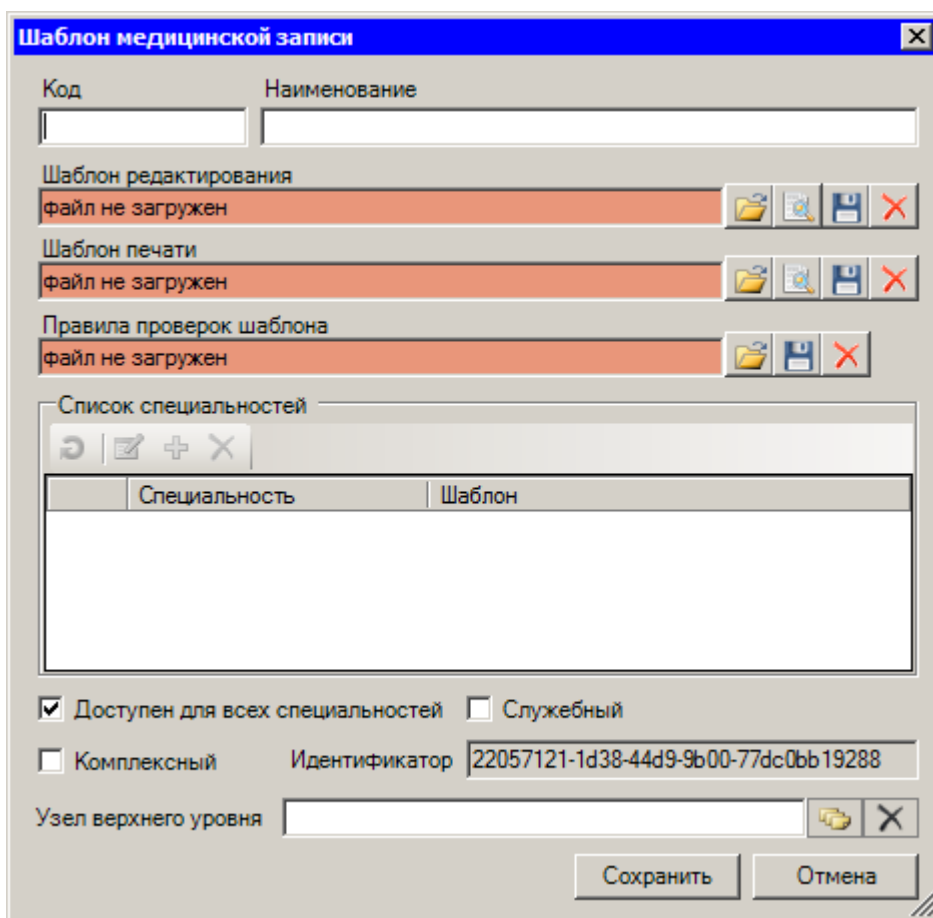 Шаблон медицинской записи
Код Наименование
Шаблон редактирования
файл не загружен
Шаблон печати
файл не загружен
Правила проверок шаблона
файл не загружен
Список специальностей
Специальность Шаблон
Доступен для всех специальностей Служебный
Комплексный Идентификатор 22057121-1d38-44d9-9b00-77dc0bb19288
Узел верхнего уровня
Сохранить Отмена